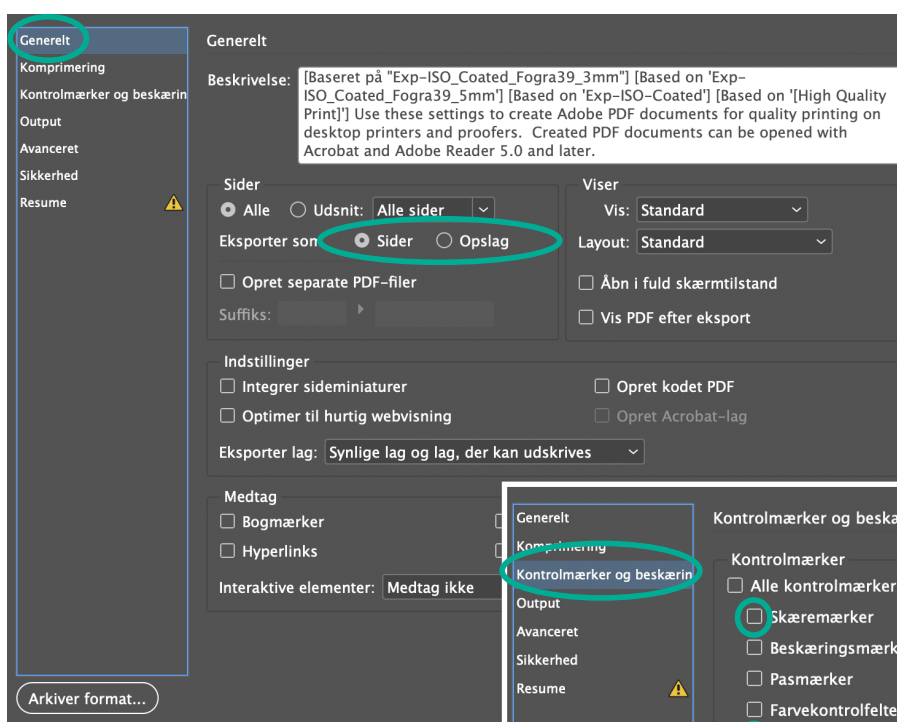 Generelt
Komprimering
Kontrolmærker og beskærin
Output
Avanceret
Sikkerhed
Resume
Generelt
Beskrivelse:
[Baseret på "Exp-ISO_Coated_Fogra39_3mm"] [Based on 'Exp-
ISO_Coated_Fogra39_5mm'] [Based on 'Exp-ISO-Coated'] [Based on '[High Quality
Print]'] Use these settings to create Adobe PDF documents for quality printing on
desktop printers and proofers.  Created PDF documents can be opened with
Acrobat and Adobe Reader 5.0 and later.
Sider
Alle Udsnit: Alle sider
Eksporter som Sider Opslag
Opret separate PDF-filer
Suffiks:
Viser
Vis: Standard
Layout: Standard
Åbn i fuld skærmtilstand
Vis PDF efter eksport
Indstillinger
Integrer sideminiaturer Opret kodet PDF
Optimer til hurtig webvisning Opret Acrobat-lag
Eksporter lag: Synlige lag og lag, der kan udskrives
Medtag
Bogmærker
Hyperlinks
Interaktive elementer: Medtag ikke
Arkiver format...
Generelt
Komprimering
Kontrolmærker og beskærin
Output
Avanceret
Sikkerhed
Resume
Kontrolmærker og beskæ
Kontrolmærker
Alle kontrolmærker
Skæremærker
Beskæringsmærk
Pasmærker
Farvekontrolfelte